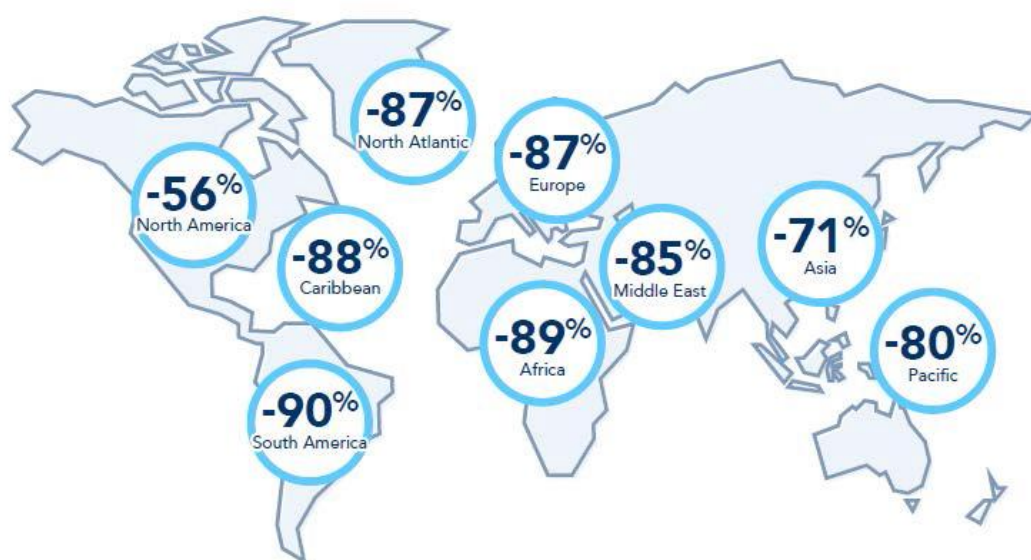 -87%
North Atlantic
-87%
Europe
-56%
North America
-88%
Caribbean
-85%
Middle East
-71%
Asia
-89%
Africa
-80%
Pacific
-90%
South America